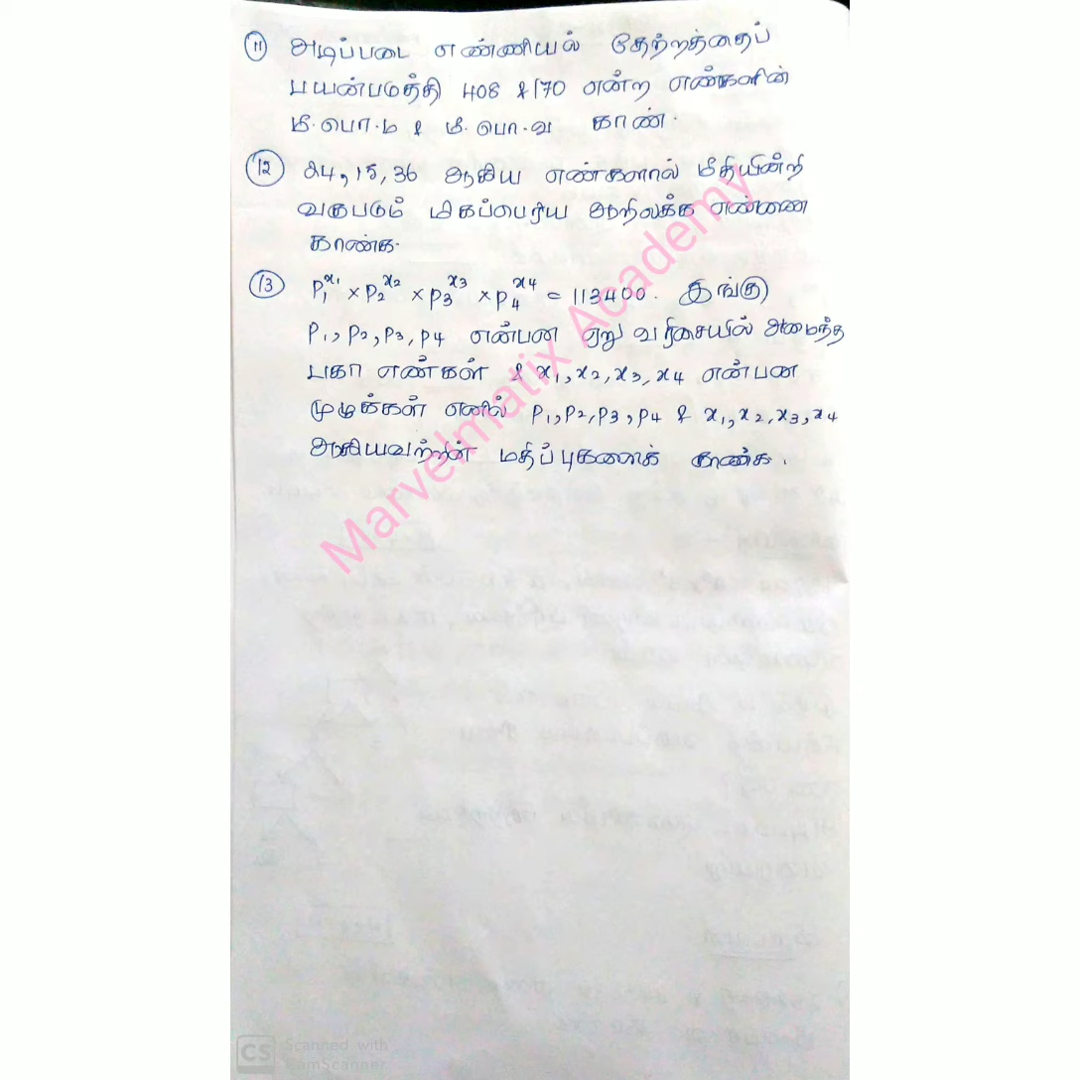 ⑪ அடிப்படை எண்ணியல் தேற்றத்தைப்
பயன்படுத்தி 408 & 170 என்ற எண்களின்
மீ.பொ.ம & மீ.பொ.வ காண்.
⑫ 24, 15, 36 ஆகிய எண்களால் மீதியின்றி
வகுபடும் மிகப்பெரிய ஆறிலக்க எண்ணை
காண்க.
⑬ P₁^x₁ × P₂^x₂ × P₃^x₃ × P₄^x₄ = 113400. இங்கு
P₁, P₂, P₃, P₄ என்பன ஏறு வரிசையில் அமைந்த
பகா எண்கள் & x₁, x₂, x₃, x₄ என்பன
முழுக்கள் எனில் P₁, P₂, P₃, P₄ & x₁, x₂, x₃, x₄
ஆகியவற்றின் மதிப்புகளைக் காண்க.
Marvelmatix Academy
CS Scanned with
CamScanner